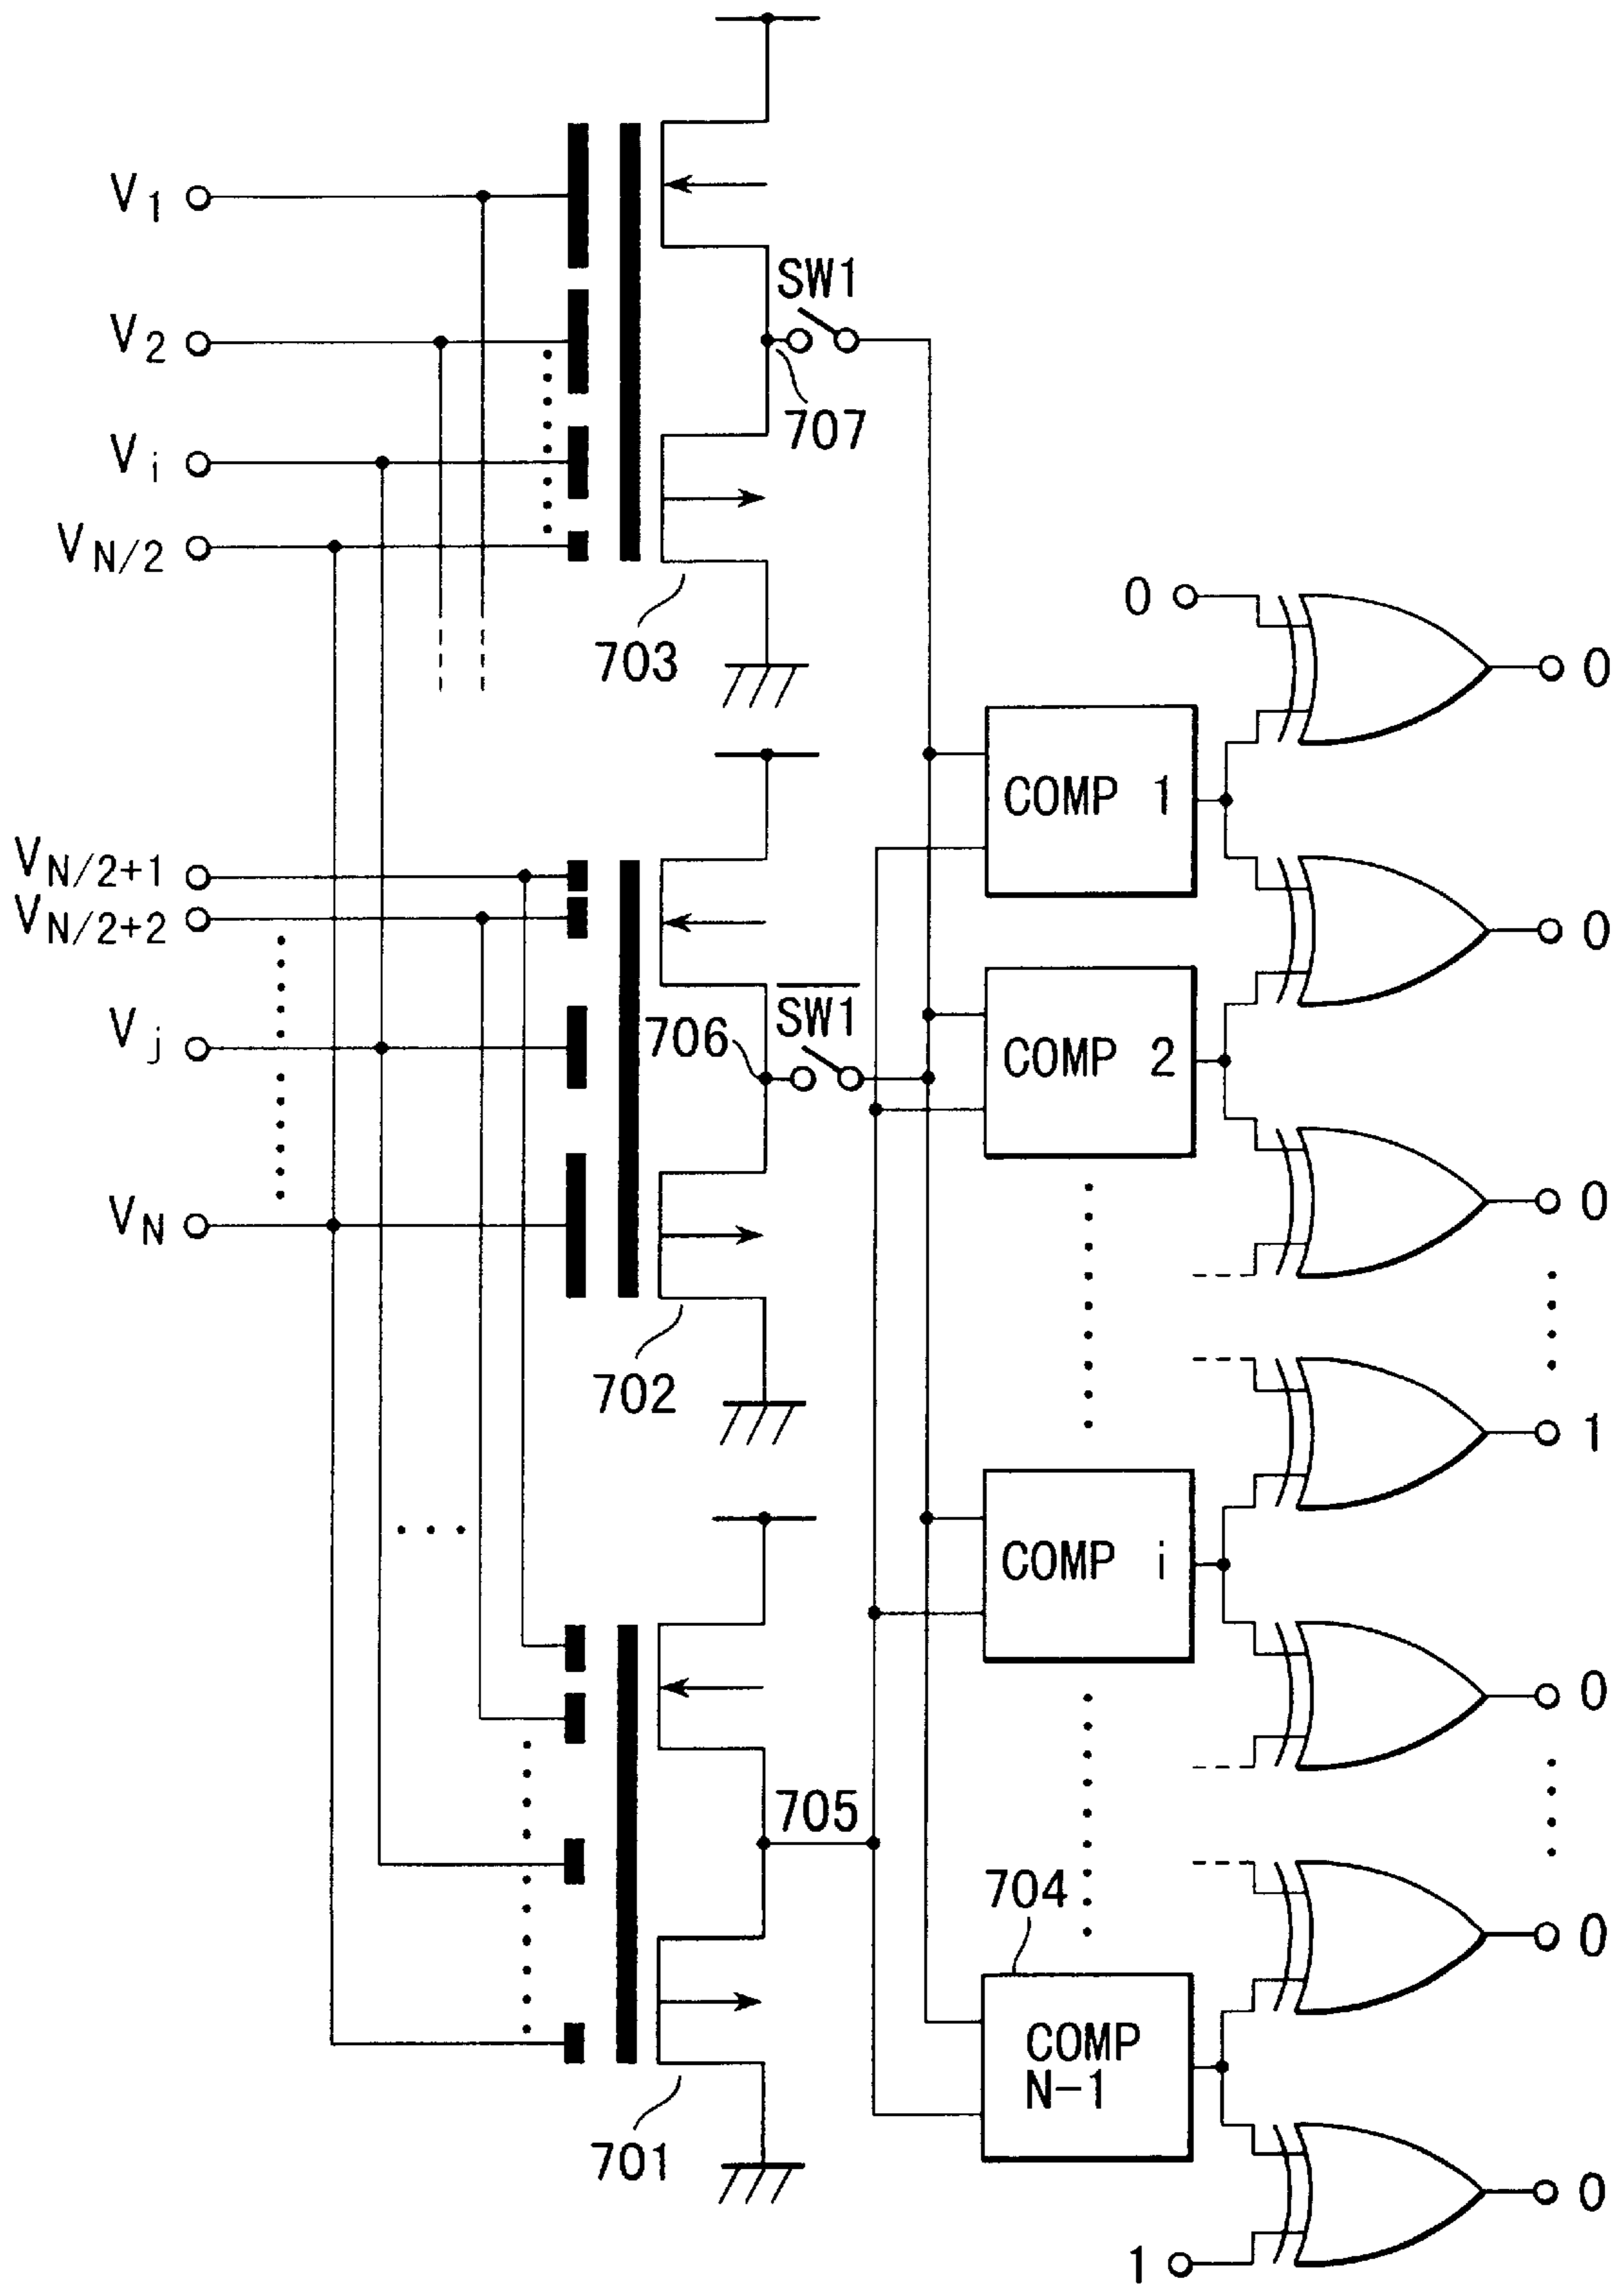 V1
SW1
V2
707
Vi
VN/2
0
703
0
COMP 1
VN/2+1
VN/2+2
0
SW1
706
COMP 2
Vj
VN
0
702
1
COMP i
0
705
704
0
COMP
N-1
701
0
1